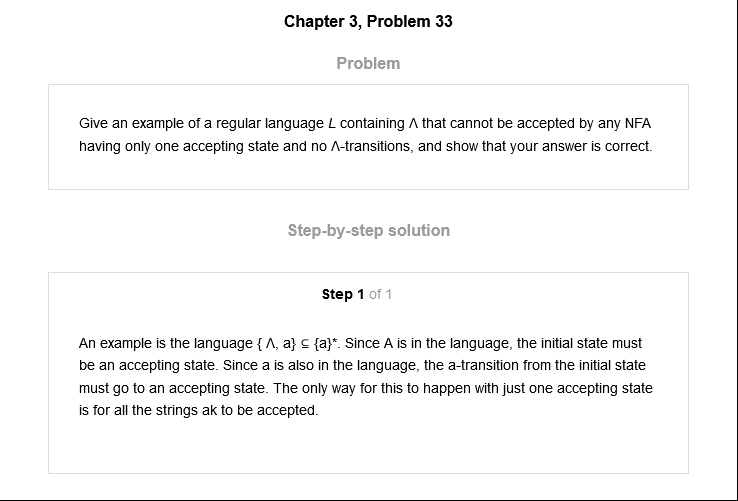 Chapter 3, Problem 33
Problem
Give an example of a regular language L containing Λ that cannot be accepted by any NFA
having only one accepting state and no Λ-transitions, and show that your answer is correct.
Step-by-step solution
Step 1 of 1
An example is the language { Λ, a} ⊆ {a}*. Since A is in the language, the initial state must
be an accepting state. Since a is also in the language, the a-transition from the initial state
must go to an accepting state. The only way for this to happen with just one accepting state
is for all the strings ak to be accepted.